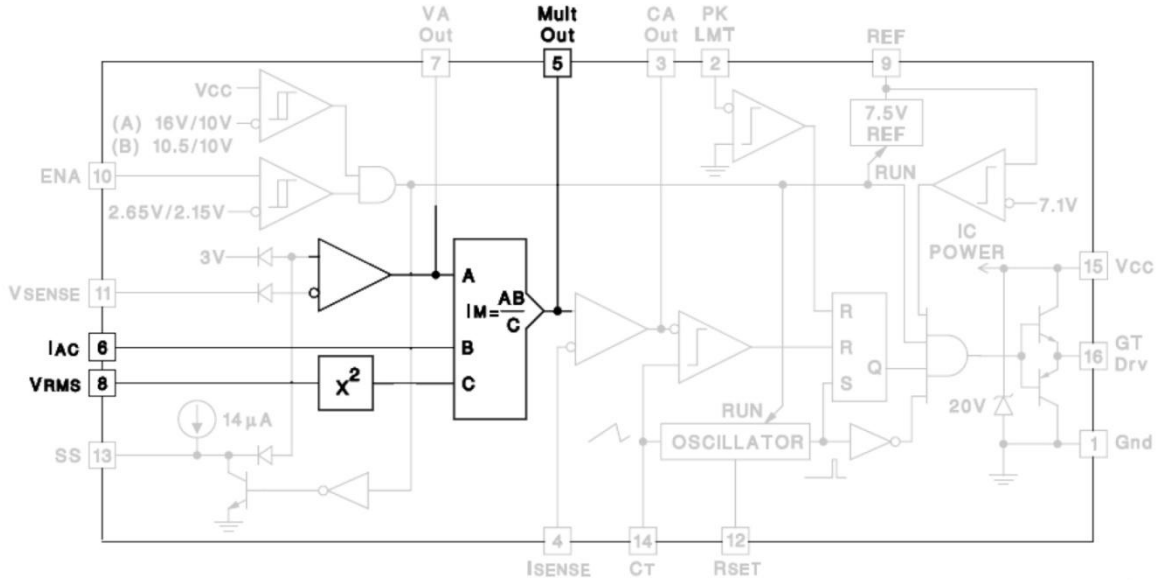 VA Out
Mult Out
CA Out
PK LMT
REF
7
5
3
2
9
VCC
(A) 16V/10V
(B) 10.5/10V
7.5V REF
ENA 10
RUN
2.65V/2.15V
7.1V
3V
IC POWER
15 VCC
VSENSE 11
A
IM=AB/C
R
IAC 6
B
R
16 GT Drv
VRMS 8
X²
C
Q
S
14μA
RUN
20V
SS 13
OSCILLATOR
1 Gnd
4
14
12
ISENSE
CT
RSET